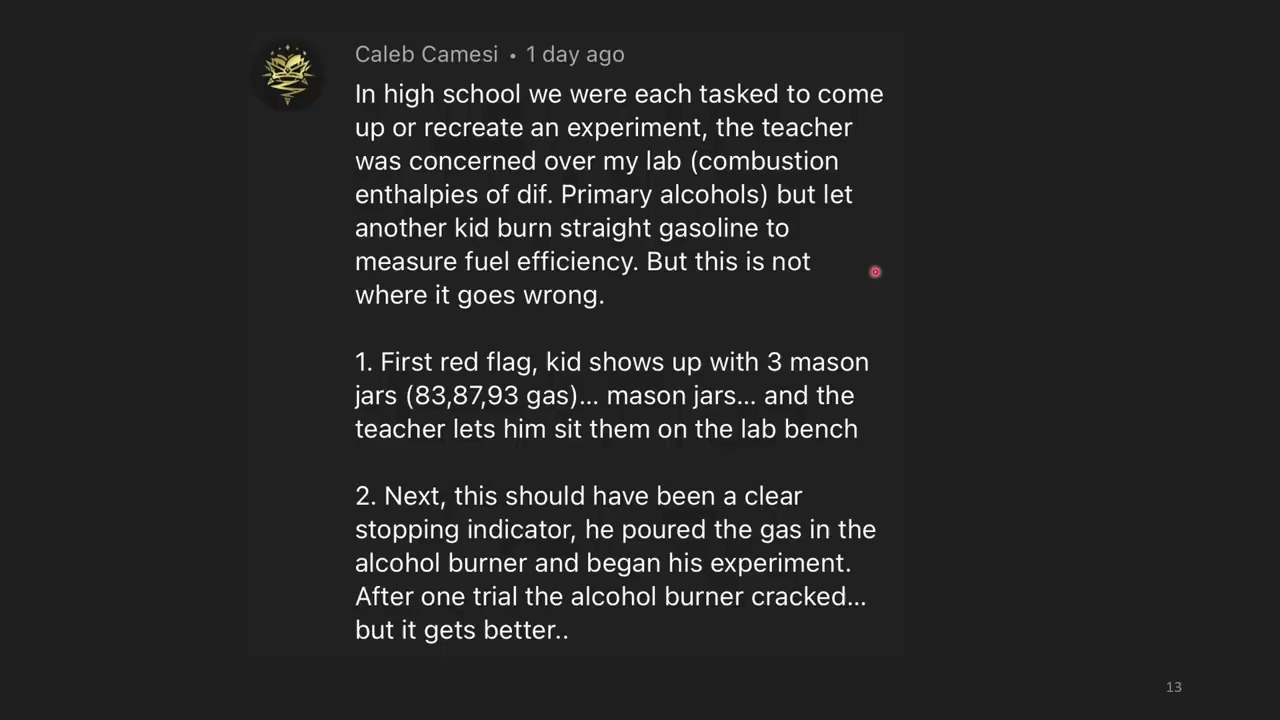 Caleb Camesi • 1 day ago
In high school we were each tasked to come
up or recreate an experiment, the teacher
was concerned over my lab (combustion
enthalpies of dif. Primary alcohols) but let
another kid burn straight gasoline to
measure fuel efficiency. But this is not
where it goes wrong.
1. First red flag, kid shows up with 3 mason
jars (83,87,93 gas)... mason jars... and the
teacher lets him sit them on the lab bench
2. Next, this should have been a clear
stopping indicator, he poured the gas in the
alcohol burner and began his experiment.
After one trial the alcohol burner cracked...
but it gets better..
13